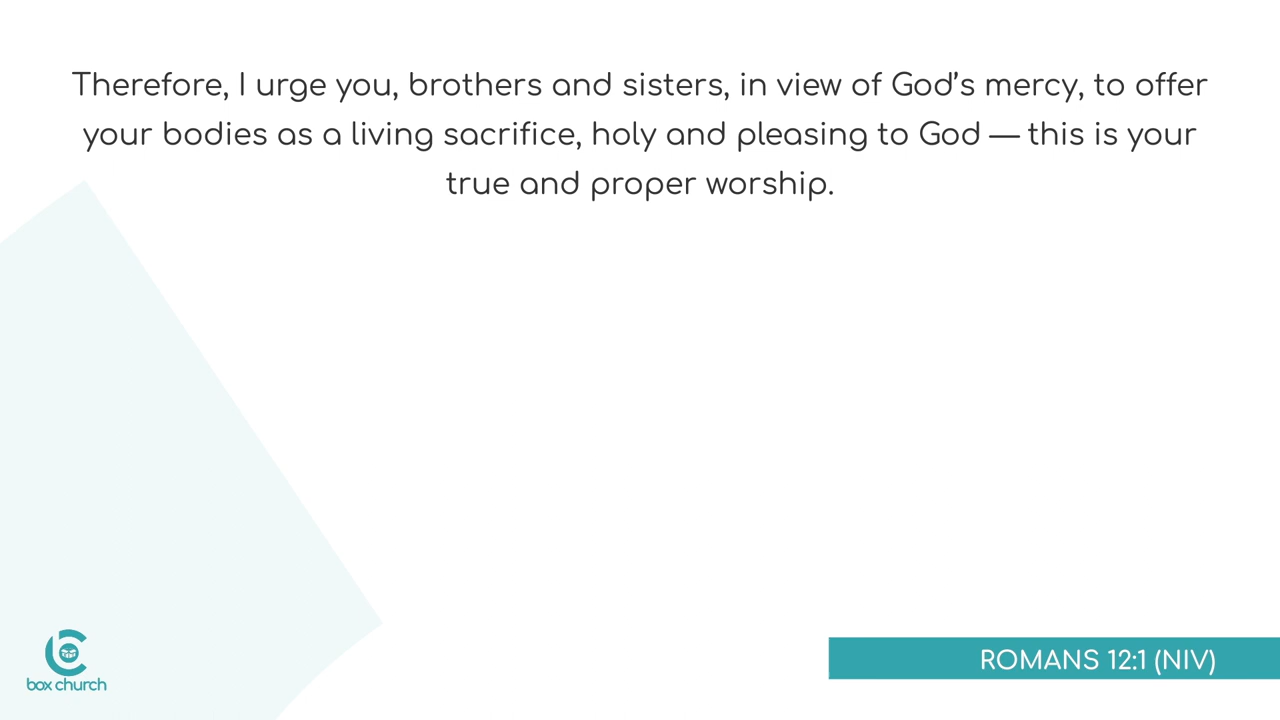 Therefore, I urge you, brothers and sisters, in view of God’s mercy, to offer
your bodies as a living sacrifice, holy and pleasing to God — this is your
true and proper worship.
box church
ROMANS 12:1 (NIV)